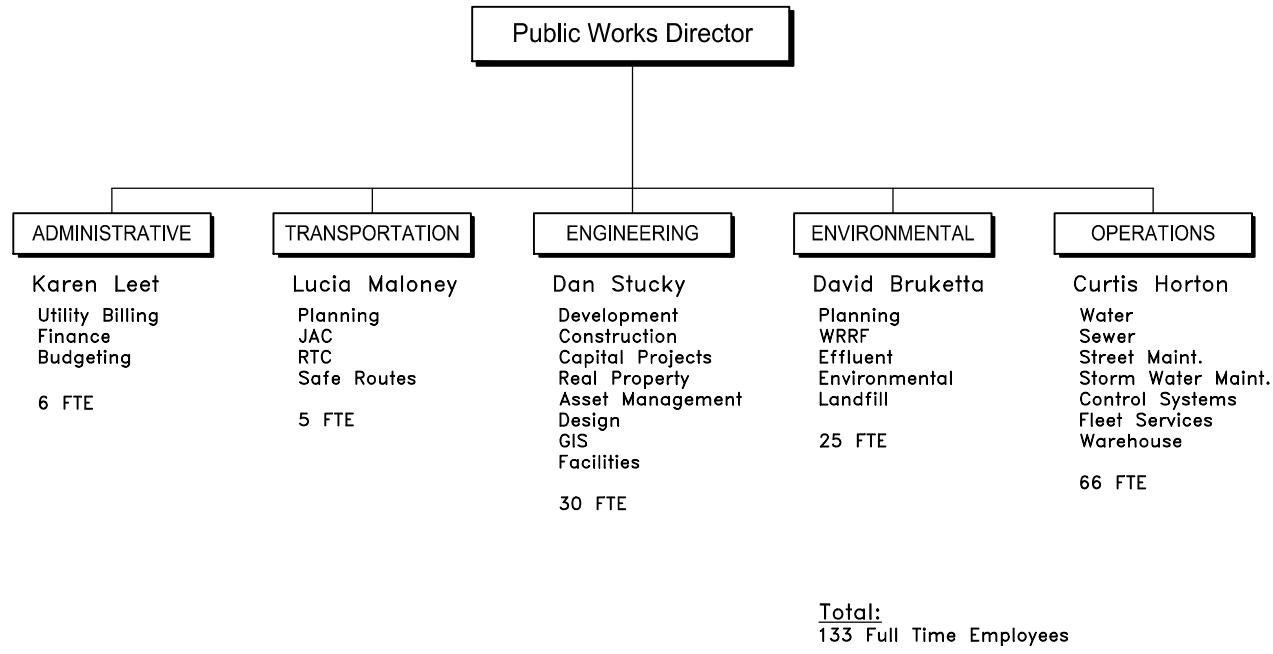 Public Works Director
ADMINISTRATIVE
Karen Leet
Utility Billing
Finance
Budgeting
6 FTE
TRANSPORTATION
Lucia Maloney
Planning
JAC
RTC
Safe Routes
5 FTE
ENGINEERING
Dan Stucky
Development
Construction
Capital Projects
Real Property
Asset Management
Design
GIS
Facilities
30 FTE
ENVIRONMENTAL
David Bruketta
Planning
WRRF
Effluent
Environmental
Landfill
25 FTE
OPERATIONS
Curtis Horton
Water
Sewer
Street Maint.
Storm Water Maint.
Control Systems
Fleet Services
Warehouse
66 FTE
Total:
133 Full Time Employees